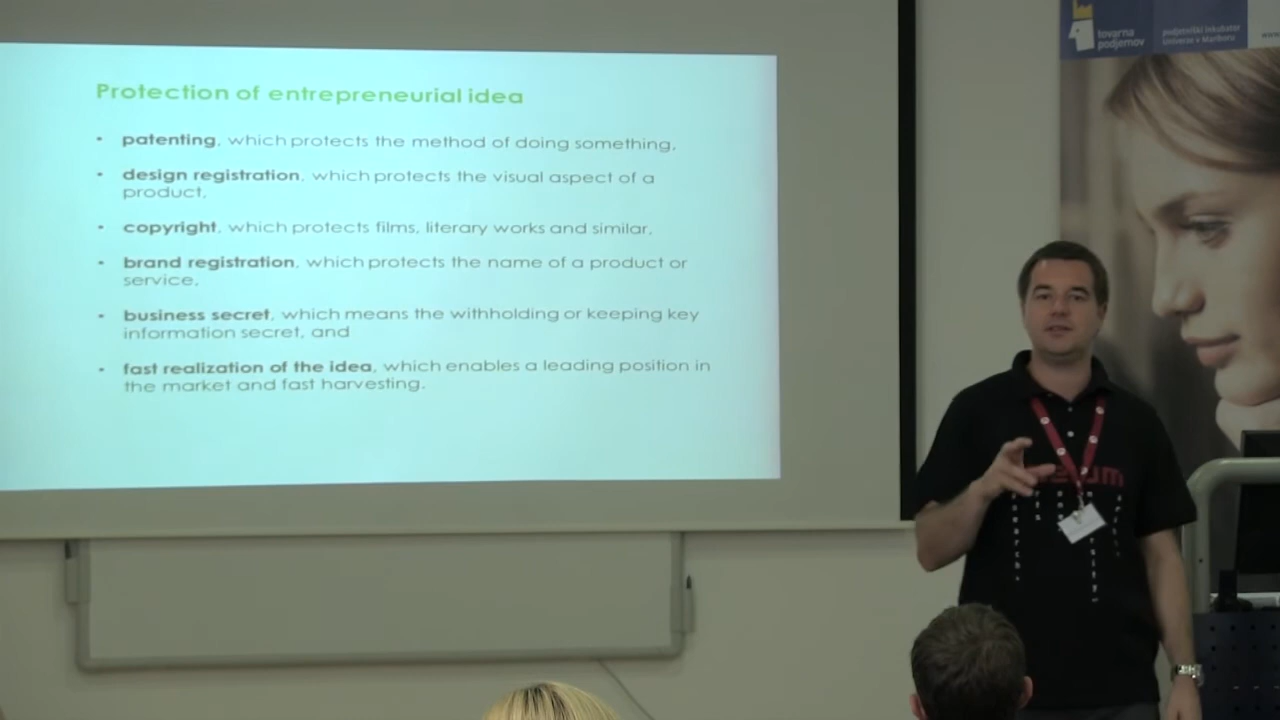 Protection of entrepreneurial idea
• patenting, which protects the method of doing something,
• design registration, which protects the visual aspect of a
product,
• copyright, which protects films, literary works and similar,
• brand registration, which protects the name of a product or
service,
• business secret, which means the withholding or keeping key
information secret, and
• fast realization of the idea, which enables a leading position in
the market and fast harvesting.
tovarna
podjemov
podjetniški inkubator
Univerze v Mariboru
www.